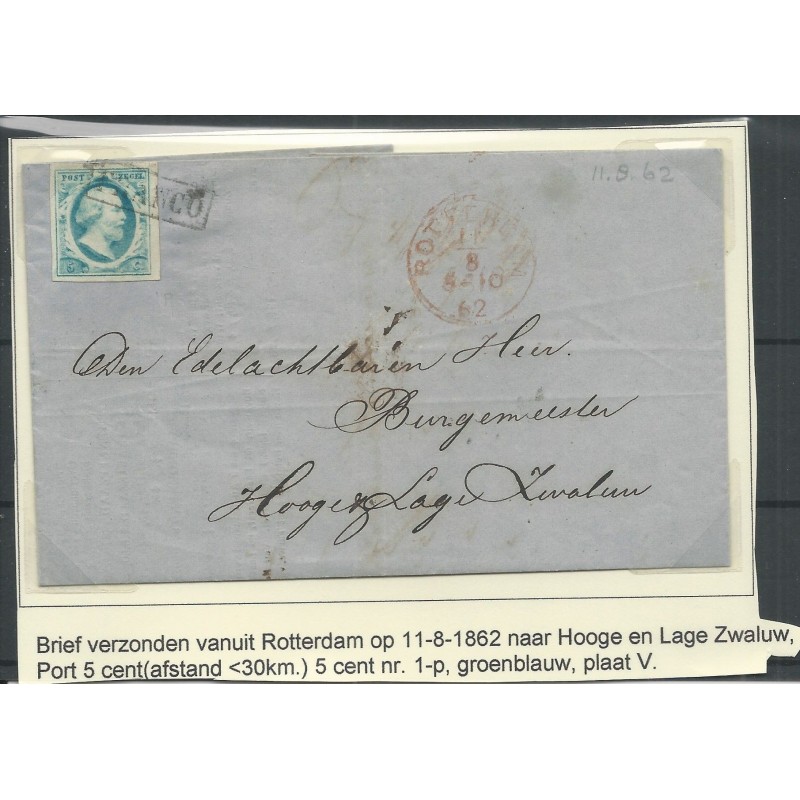 POST ZEGEL
FRANCO
5 C
11.8.62
ROTTERDAM
11
8
8-10
62
Den Edelachtbaren Heer.
Burgemeester
Hooge & Lage Zwaluw.
Brief verzonden vanuit Rotterdam op 11-8-1862 naar Hooge en Lage Zwaluw,
Port 5 cent(afstand <30km.) 5 cent nr. 1-p, groenblauw, plaat V.